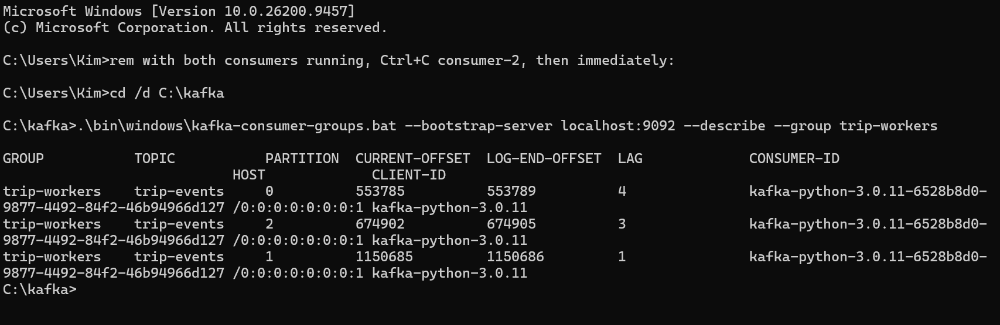 Microsoft Windows [Version 10.0.26200.9457]
(c) Microsoft Corporation. All rights reserved.
C:\Users\Kim>rem with both consumers running, Ctrl+C consumer-2, then immediately:
C:\Users\Kim>cd /d C:\kafka
C:\kafka>.\bin\windows\kafka-consumer-groups.bat --bootstrap-server localhost:9092 --describe --group trip-workers
GROUP           TOPIC           PARTITION  CURRENT-OFFSET  LOG-END-OFFSET  LAG             CONSUMER-ID
                            HOST             CLIENT-ID
trip-workers    trip-events     0          553785          553789          4               kafka-python-3.0.11-6528b8d0-
9877-4492-84f2-46b94966d127 /0:0:0:0:0:0:0:1 kafka-python-3.0.11
trip-workers    trip-events     2          674902          674905          3               kafka-python-3.0.11-6528b8d0-
9877-4492-84f2-46b94966d127 /0:0:0:0:0:0:0:1 kafka-python-3.0.11
trip-workers    trip-events     1          1150685         1150686         1               kafka-python-3.0.11-6528b8d0-
9877-4492-84f2-46b94966d127 /0:0:0:0:0:0:0:1 kafka-python-3.0.11
C:\kafka>